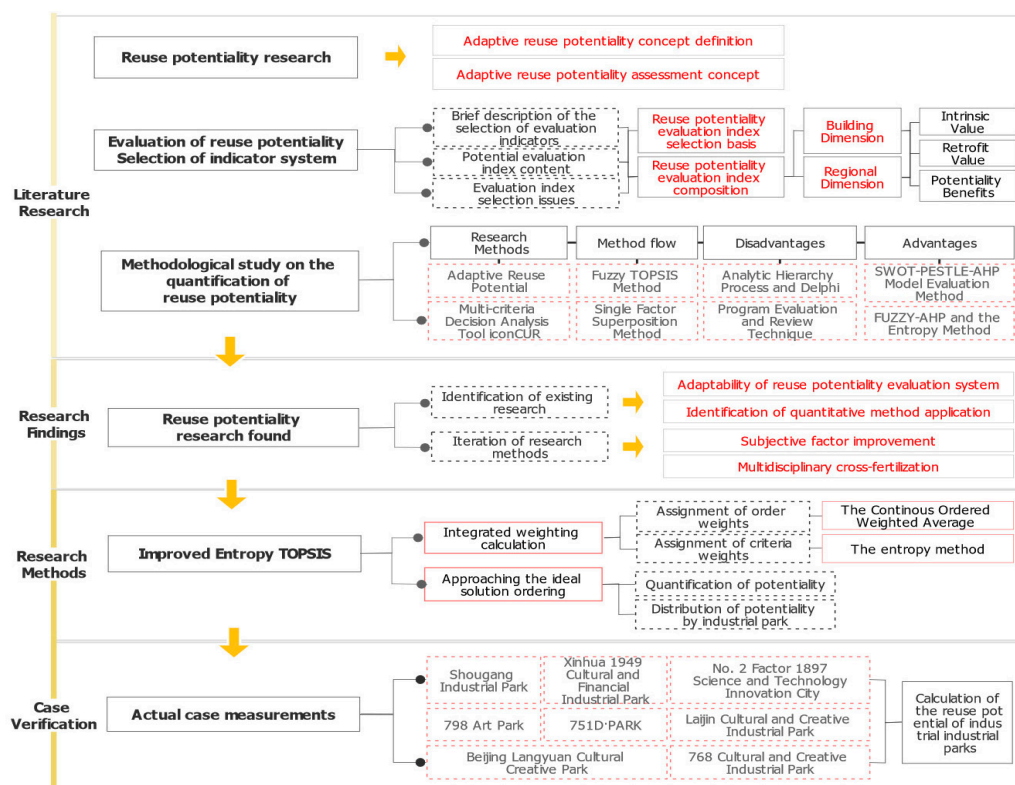 Literature
Research
Reuse potentiality research
Adaptive reuse potentiality concept definition
Adaptive reuse potentiality assessment concept
Evaluation of reuse potentiality
Selection of indicator system
Brief description of the
selection of evaluation
indicators
Potential evaluation
index content
Evaluation index
selection issues
Reuse potentiality
evaluation index
selection basis
Reuse potentiality
evaluation index
composition
Building
Dimension
Regional
Dimension
Intrinsic
Value
Retrofit
Value
Potentiality
Benefits
Methodological study on the
quantification of
reuse potentiality
Research
Methods
Method flow
Disadvantages
Advantages
Adaptive Reuse
Potential
Fuzzy TOPSIS
Method
Analytic Hierarchy
Process and Delphi
SWOT-PESTLE-AHP
Model Evaluation
Method
Multi-criteria
Decision Analysis
Tool iconCUR
Single Factor
Superposition
Method
Program Evaluation
and Review
Technique
FUZZY-AHP and the
Entropy Method
Research
Findings
Reuse potentiality
research found
Identification of existing
research
Iteration of research
methods
Adaptability of reuse potentiality evaluation system
Identification of quantitative method application
Subjective factor improvement
Multidisciplinary cross-fertilization
Research
Methods
Improved Entropy TOPSIS
Integrated weighting
calculation
Approaching the ideal
solution ordering
Assignment of order
weights
Assignment of criteria
weights
The Continous Ordered
Weighted Average
The entropy method
Quantification of potentiality
Distribution of potentiality
by industrial park
Case
Verification
Actual case measurements
Shougang
Industrial Park
Xinhua 1949
Cultural and
Financial
Industrial Park
No. 2 Factor 1897
Science and Technology
Innovation City
798 Art Park
751D·PARK
Laijin Cultural and Creative
Industrial Park
Beijing Langyuan Cultural
Creative Park
768 Cultural and Creative
Industrial Park
Calculation of
the reuse pot
ential of indus
trial industrial
parks